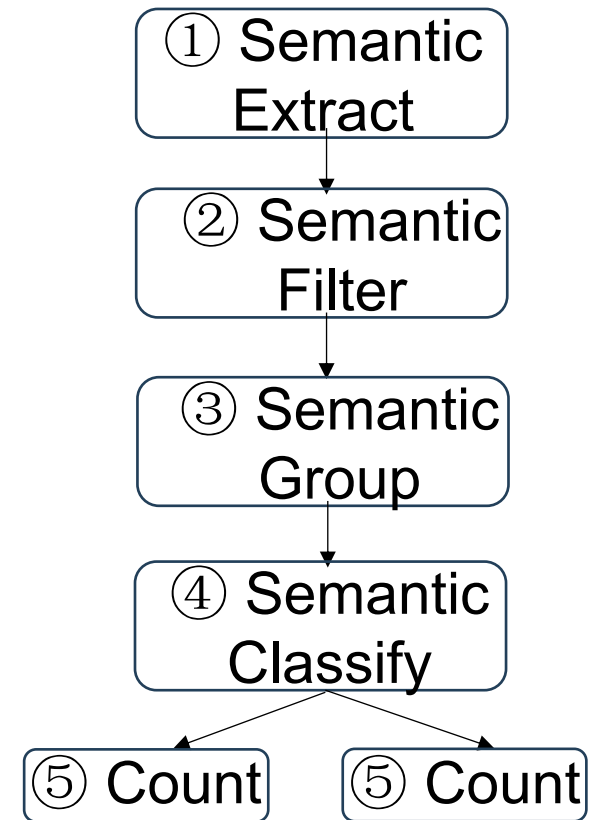 ① Semantic
Extract
② Semantic
Filter
③ Semantic
Group
④ Semantic
Classify
⑤ Count
⑤ Count